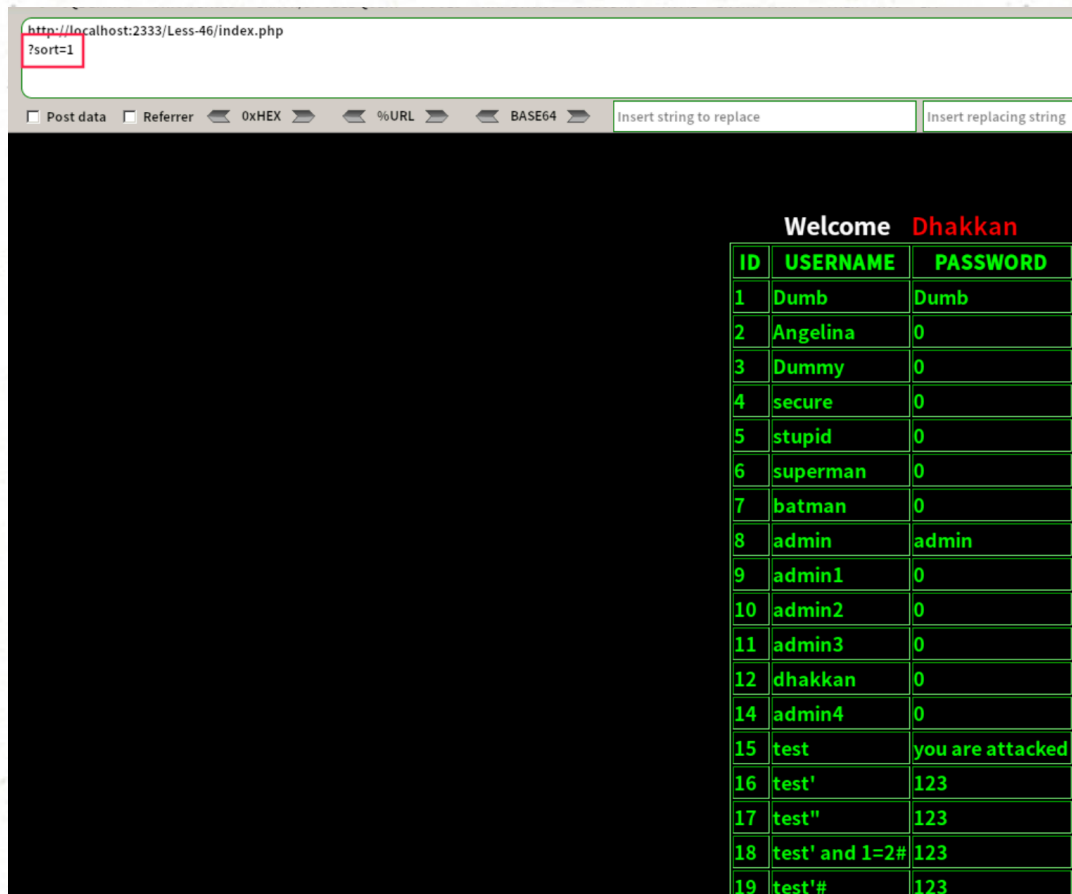 http://localhost:2333/Less-46/index.php
?sort=1
Post data Referrer 0xHEX %URL BASE64 Insert string to replace Insert replacing string
Welcome Dhakkan
ID USERNAME PASSWORD
1 Dumb Dumb
2 Angelina 0
3 Dummy 0
4 secure 0
5 stupid 0
6 superman 0
7 batman 0
8 admin admin
9 admin1 0
10 admin2 0
11 admin3 0
12 dhakkan 0
14 admin4 0
15 test you are attacked
16 test' 123
17 test" 123
18 test' and 1=2# 123
19 test'# 123